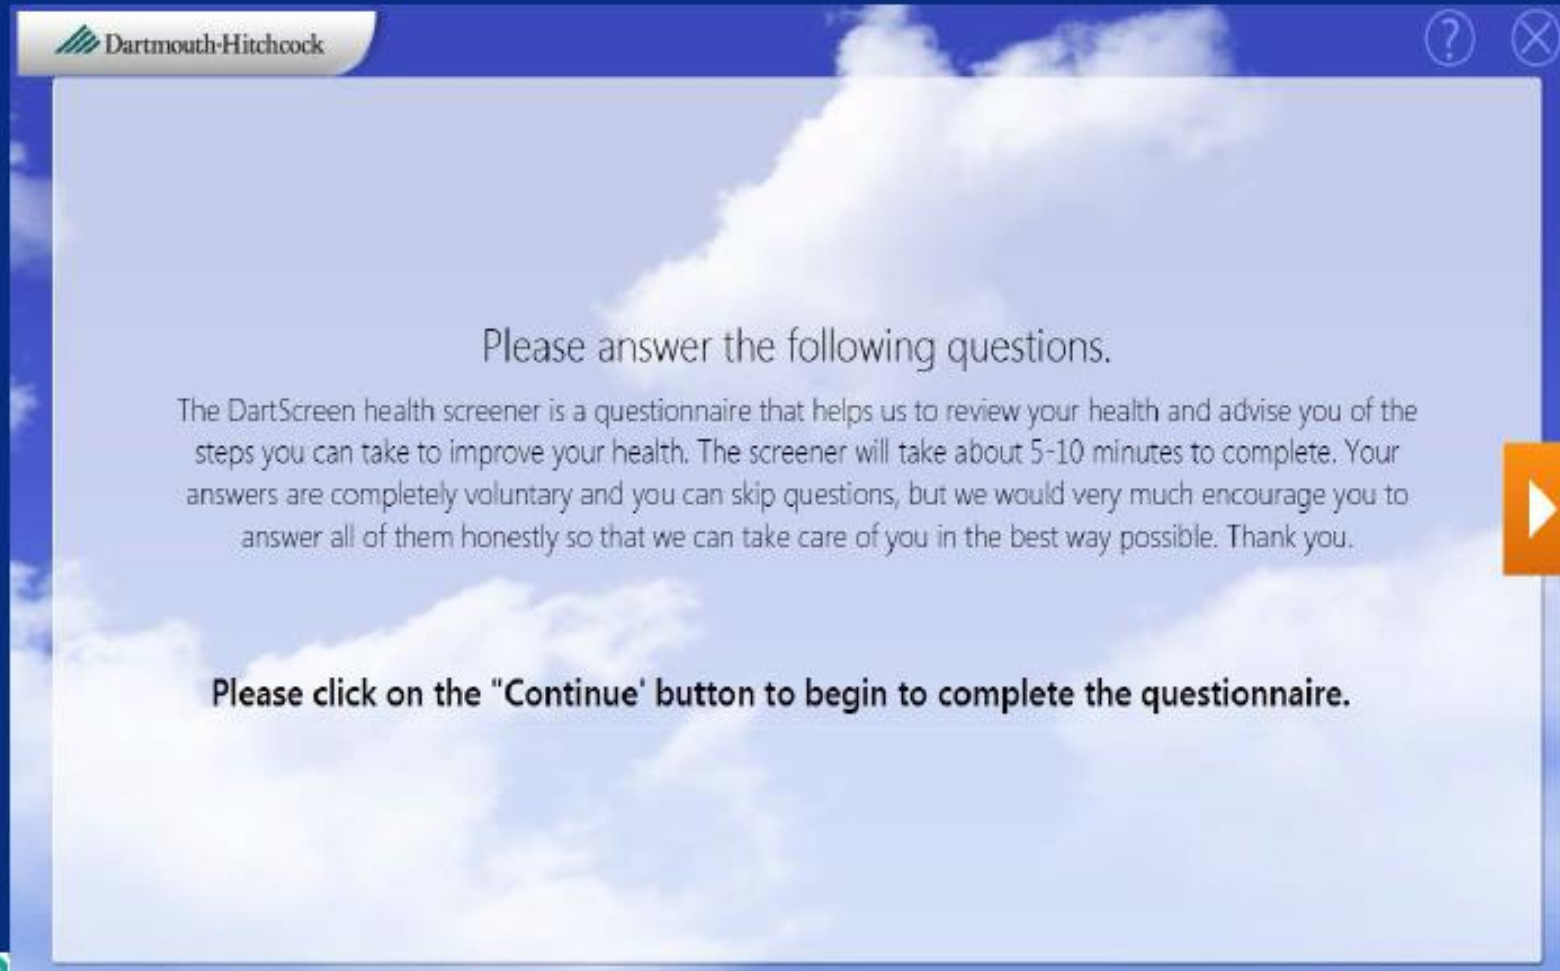 Dartmouth-Hitchcock
?
Please answer the following questions.
The DartScreen health screener is a questionnaire that helps us to review your health and advise you of the
steps you can take to improve your health. The screener will take about 5-10 minutes to complete. Your
answers are completely voluntary and you can skip questions, but we would very much encourage you to
answer all of them honestly so that we can take care of you in the best way possible. Thank you.
Please click on the "Continue' button to begin to complete the questionnaire.